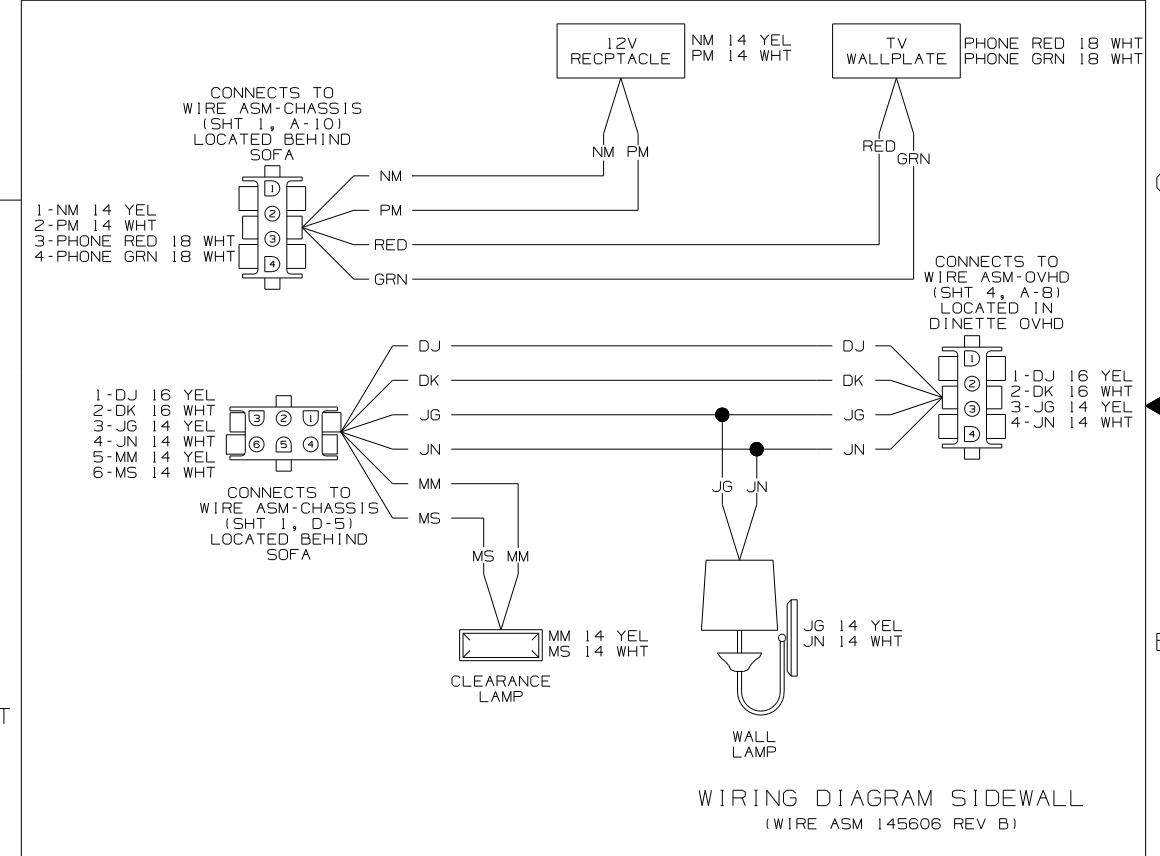 12V
RECPTACLE
NM 14 YEL
PM 14 WHT
TV
WALLPLATE
PHONE RED 18 WHT
PHONE GRN 18 WHT
CONNECTS TO
WIRE ASM-CHASSIS
(SHT 1, A-10)
LOCATED BEHIND
SOFA
NM PM
RED
GRN
1
2
3
4
1-NM 14 YEL
2-PM 14 WHT
3-PHONE RED 18 WHT
4-PHONE GRN 18 WHT
NM
PM
RED
GRN
CONNECTS TO
WIRE ASM-OVHD
(SHT 4, A-8)
LOCATED IN
DINETTE OVHD
DJ DJ
DK DK
JG JG
JN JN
MM
MS
1
2
3
4
1-DJ 16 YEL
2-DK 16 WHT
3-JG 14 YEL
4-JN 14 WHT
1-DJ 16 YEL
2-DK 16 WHT
3-JG 14 YEL
4-JN 14 WHT
5-MM 14 YEL
6-MS 14 WHT
3 2 1
6 5 4
CONNECTS TO
WIRE ASM-CHASSIS
(SHT 1, D-5)
LOCATED BEHIND
SOFA
JG JN
MS MM
MM 14 YEL
MS 14 WHT
CLEARANCE
LAMP
JG 14 YEL
JN 14 WHT
WALL
LAMP
T
WIRING DIAGRAM SIDEWALL
(WIRE ASM 145606 REV B)